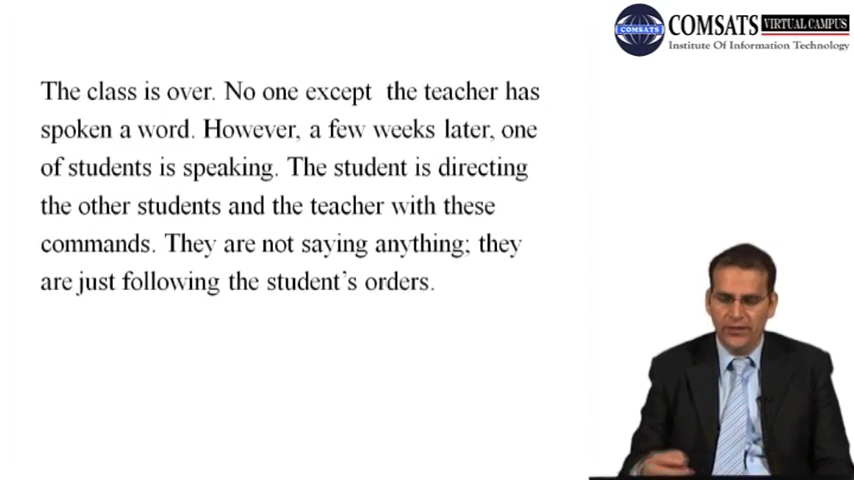 COMSATS VIRTUAL CAMPUS
COMSATS
Institute Of Information Technology
The class is over. No one except the teacher has
spoken a word. However, a few weeks later, one
of students is speaking. The student is directing
the other students and the teacher with these
commands. They are not saying anything; they
are just following the student's orders.